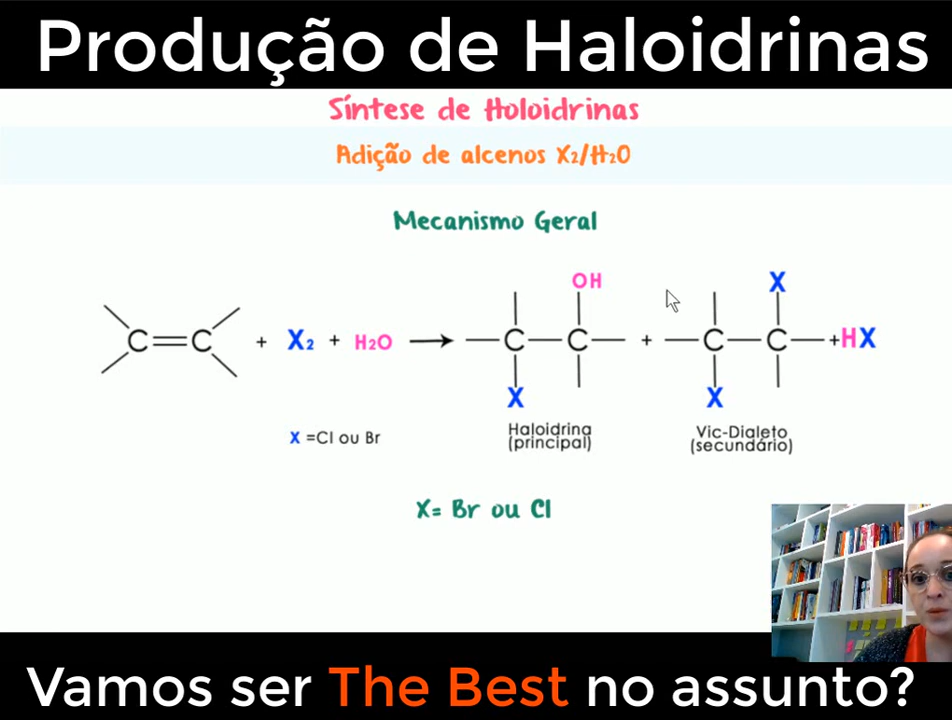 Produção de Haloidrinas
Síntese de Holoidrinas
Adição de alcenos X₂/H₂O
Mecanismo Geral
C=C + X₂ + H₂O → C—C + C—C +HX
OH
X
X
X
X =Cl ou Br
Haloidrina
(principal)
Vic-Dialeto
(secundário)
X= Br ou Cl
Vamos ser The Best no assunto?